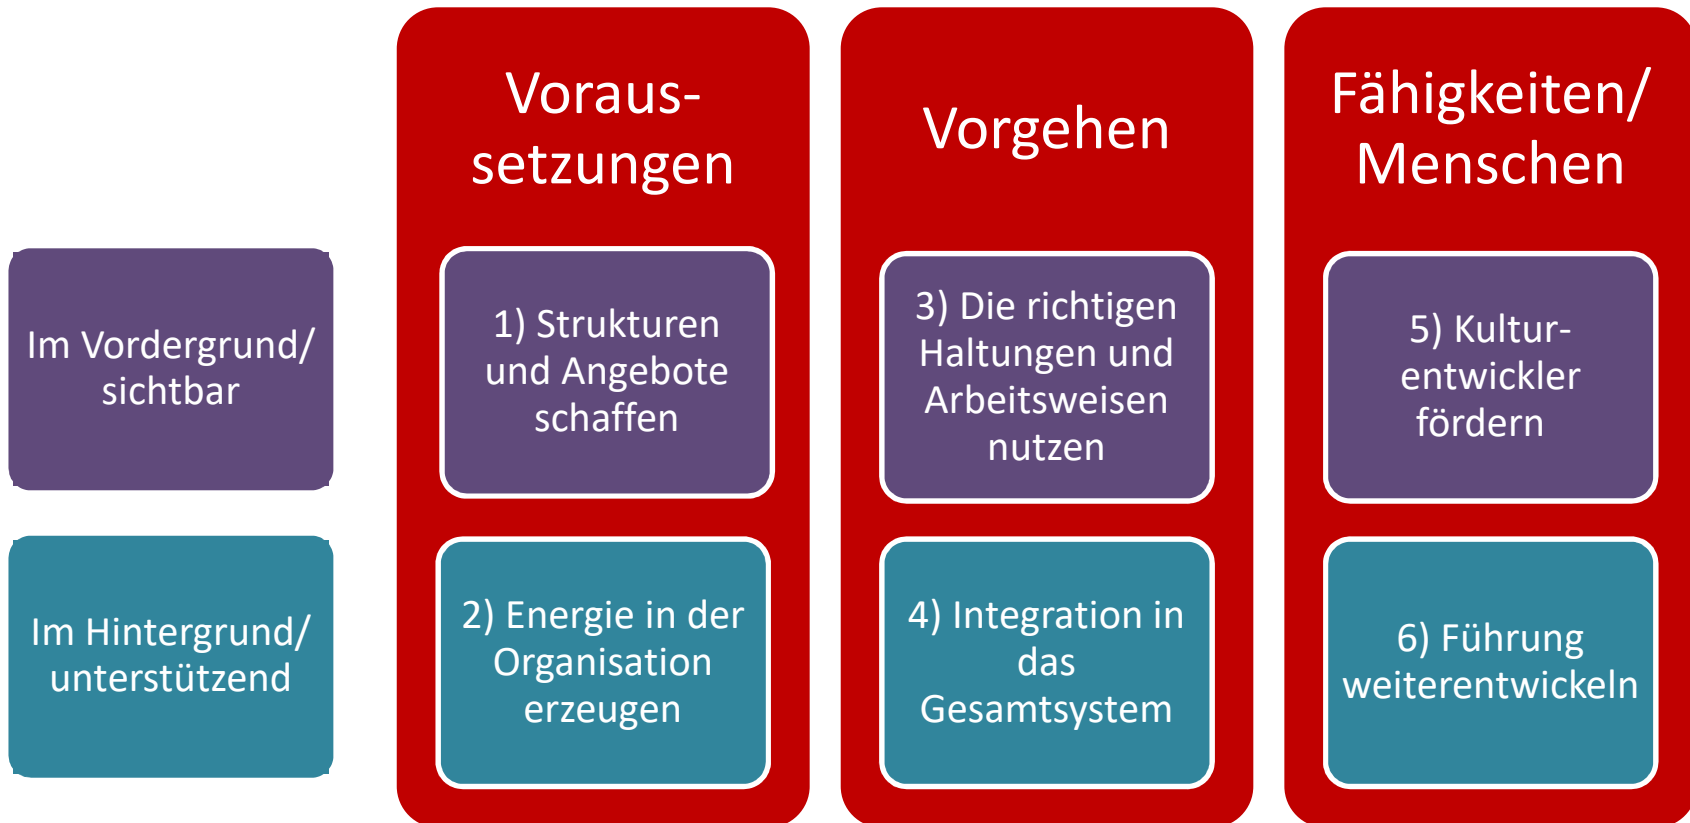 Voraus-
setzungen
Vorgehen
Fähigkeiten/
Menschen
Im Vordergrund/
sichtbar
1) Strukturen
und Angebote
schaffen
3) Die richtigen
Haltungen und
Arbeitsweisen
nutzen
5) Kultur-
entwickler
fördern
Im Hintergrund/
unterstützend
2) Energie in der
Organisation
erzeugen
4) Integration in
das
Gesamtsystem
6) Führung
weiterentwickeln